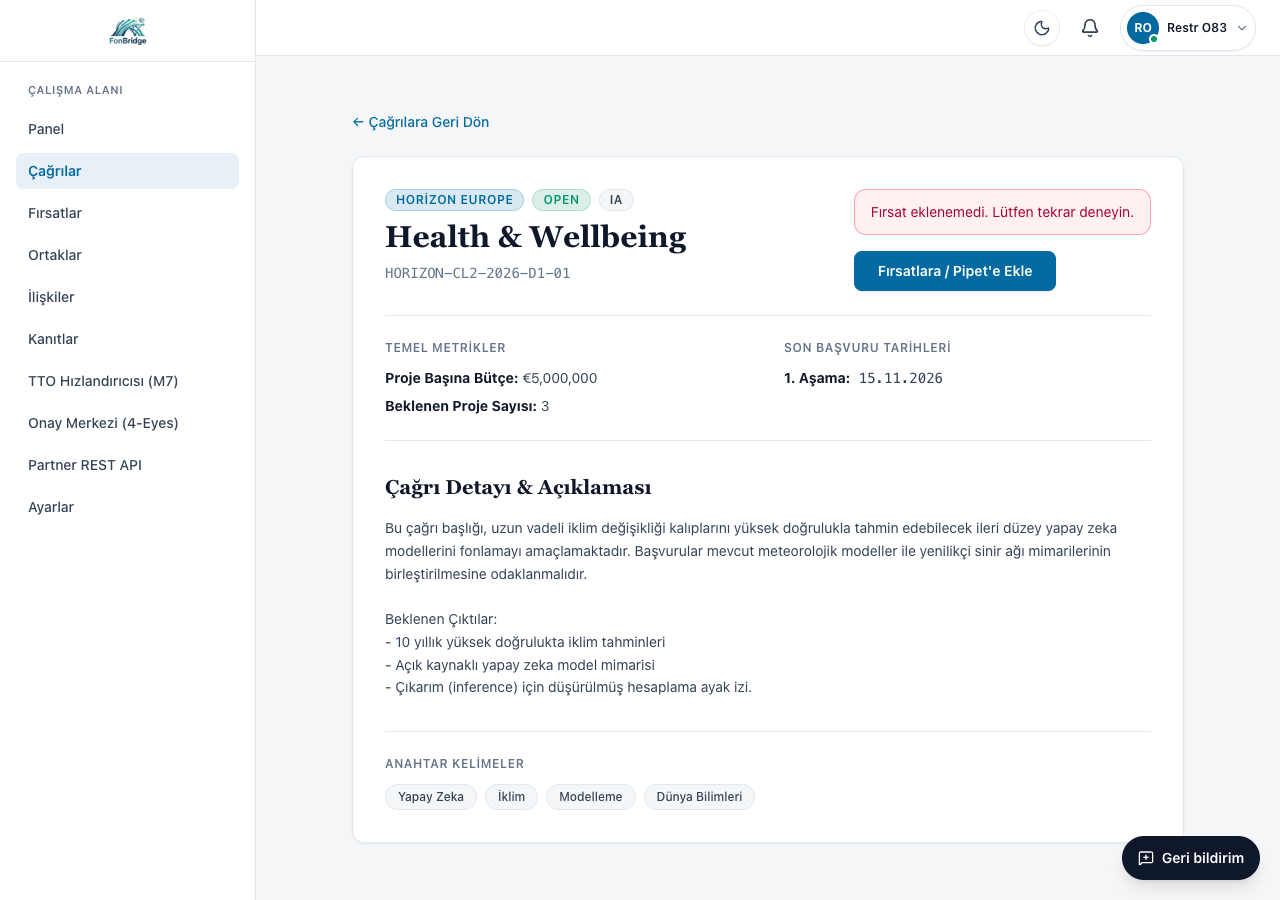 FonBridge
RO
Restr O83
ÇALIŞMA ALANI
Panel
Çağrılar
Fırsatlar
Ortaklar
İlişkiler
Kanıtlar
TTO Hızlandırıcısı (M7)
Onay Merkezi (4-Eyes)
Partner REST API
Ayarlar
← Çağrılara Geri Dön
HORİZON EUROPE
OPEN
IA
Health & Wellbeing
HORIZON-CL2-2026-D1-01
Fırsat eklenemedi. Lütfen tekrar deneyin.
Fırsatlara / Pipet'e Ekle
TEMEL METRİKLER
Proje Başına Bütçe: €5,000,000
Beklenen Proje Sayısı: 3
SON BAŞVURU TARİHLERİ
1. Aşama: 15.11.2026
Çağrı Detayı & Açıklaması
Bu çağrı başlığı, uzun vadeli iklim değişikliği kalıplarını yüksek doğrulukla tahmin edebilecek ileri düzey yapay zeka
modellerini fonlamayı amaçlamaktadır. Başvurular mevcut meteorolojik modeller ile yenilikçi sinir ağı mimarilerinin
birleştirilmesine odaklanmalıdır.
Beklenen Çıktılar:
- 10 yıllık yüksek doğrulukta iklim tahminleri
- Açık kaynaklı yapay zeka model mimarisi
- Çıkarım (inference) için düşürülmüş hesaplama ayak izi.
ANAHTAR KELİMELER
Yapay Zeka
İklim
Modelleme
Dünya Bilimleri
Geri bildirim